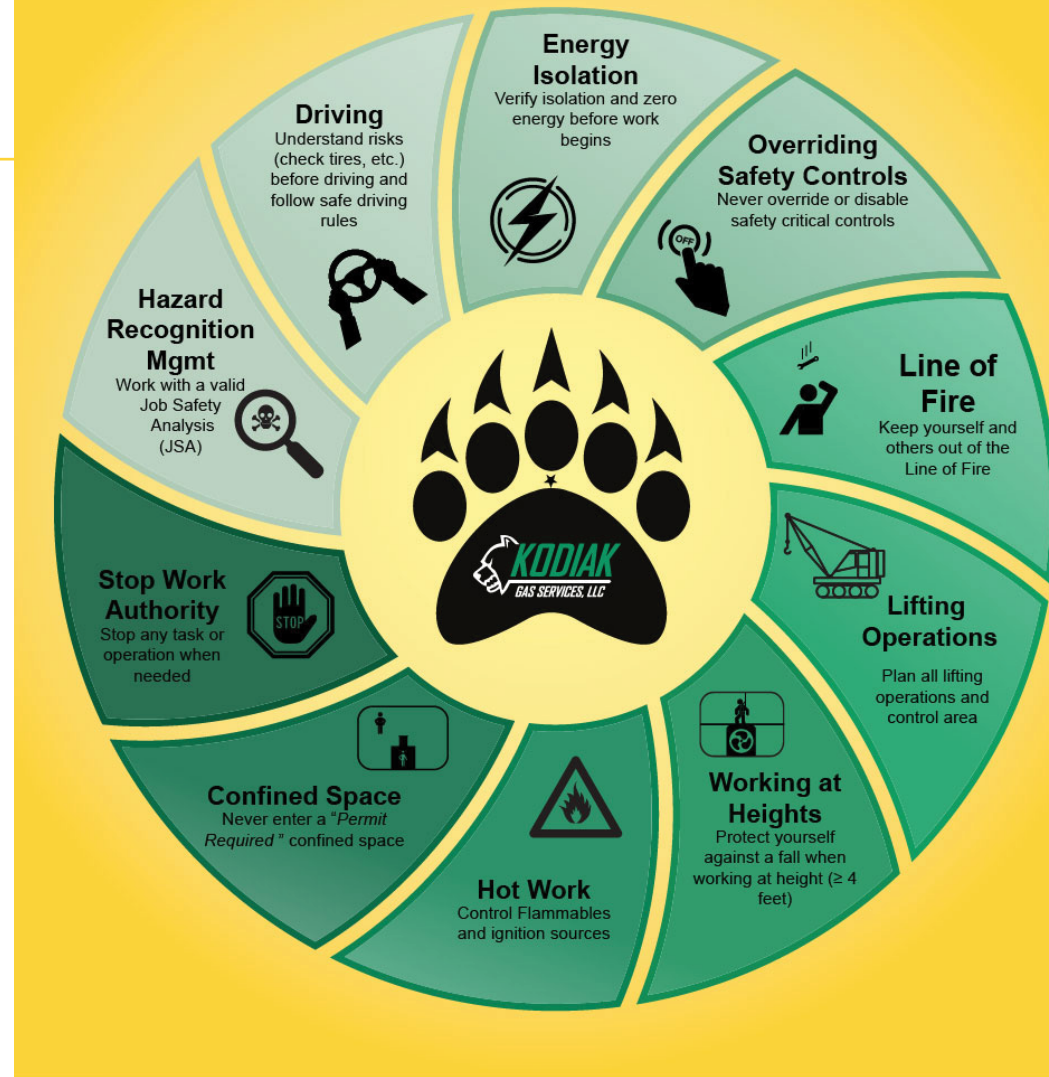 Energy
Isolation
Verify isolation and zero
energy before work
begins
Overriding
Safety Controls
Never override or disable
safety critical controls
OFF
Line of
Fire
Keep yourself and
others out of the
Line of Fire
Lifting
Operations
Plan all lifting
operations and
control area
Working at
Heights
Protect yourself
against a fall when
working at height (≥ 4
feet)
Hot Work
Control Flammables
and ignition sources
Confined Space
Never enter a “Permit
Required ” confined space
Stop Work
Authority
Stop any task or
operation when
needed
STOP
Hazard
Recognition
Mgmt
Work with a valid
Job Safety
Analysis
(JSA)
Driving
Understand risks
(check tires, etc.)
before driving and
follow safe driving
rules
KODIAK
GAS SERVICES, LLC